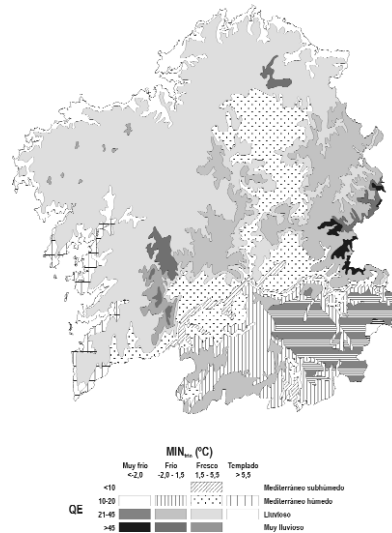 MINfrío (ºC)
Muy frío Frío Fresco Templado
<-2,0 -2,0 - 1,5 1,5 - 5,5 > 5,5
<10 Mediterráneo subhúmedo
10-20 Mediterráneo húmedo
QE
21-45 Lluvioso
>45 Muy lluvioso